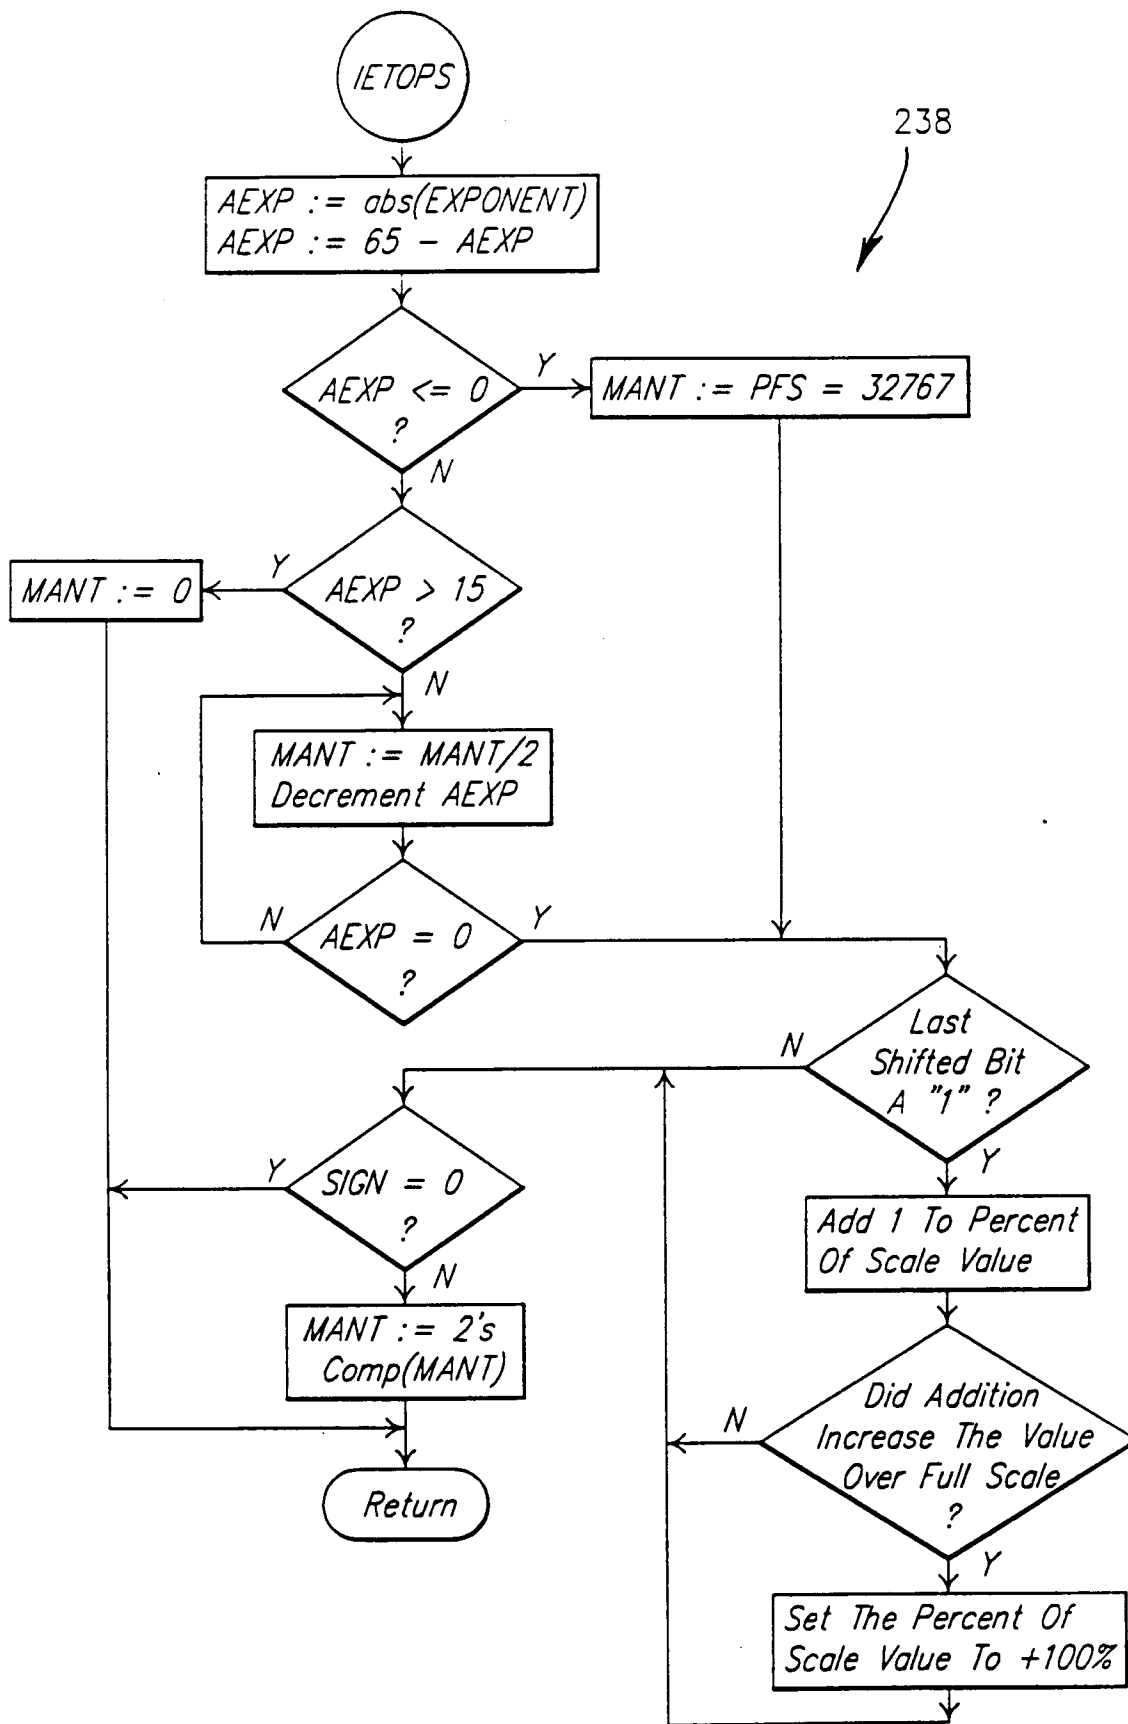 IETOPS
238
AEXP := abs(EXPONENT)
AEXP := 65 - AEXP
AEXP <= 0
?
Y
N
MANT := PFS = 32767
AEXP > 15
?
Y
N
MANT := 0
MANT := MANT/2
Decrement AEXP
AEXP = 0
?
N
Y
Last
Shifted Bit
A "1" ?
N
Y
SIGN = 0
?
Y
N
Add 1 To Percent
Of Scale Value
MANT := 2's
Comp(MANT)
Did Addition
Increase The Value
Over Full Scale
?
N
Y
Return
Set The Percent Of
Scale Value To +100%